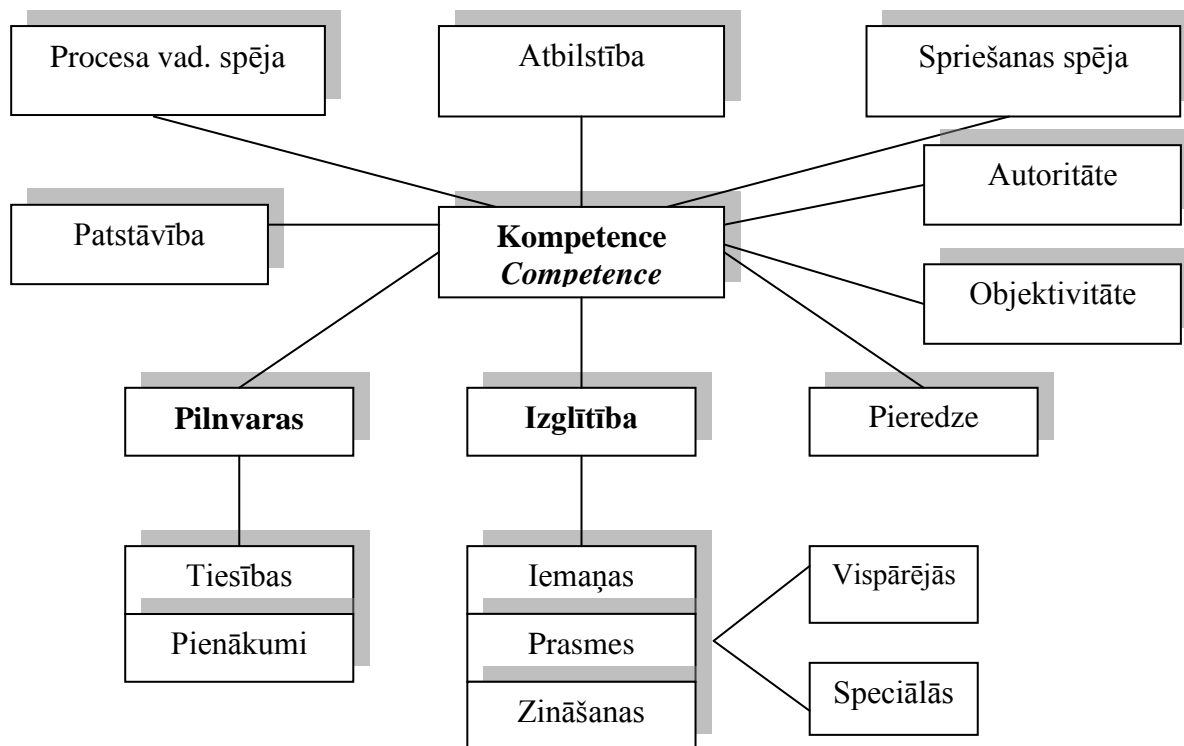 Procesa vad. spēja
Atbilstība
Spriešanas spēja
Autoritāte
Patstāvība
Kompetence
Competence
Objektivitāte
Pilnvaras
Izglītība
Pieredze
Tiesības
Iemaņas
Vispārējās
Pienākumi
Prasmes
Speciālās
Zināšanas